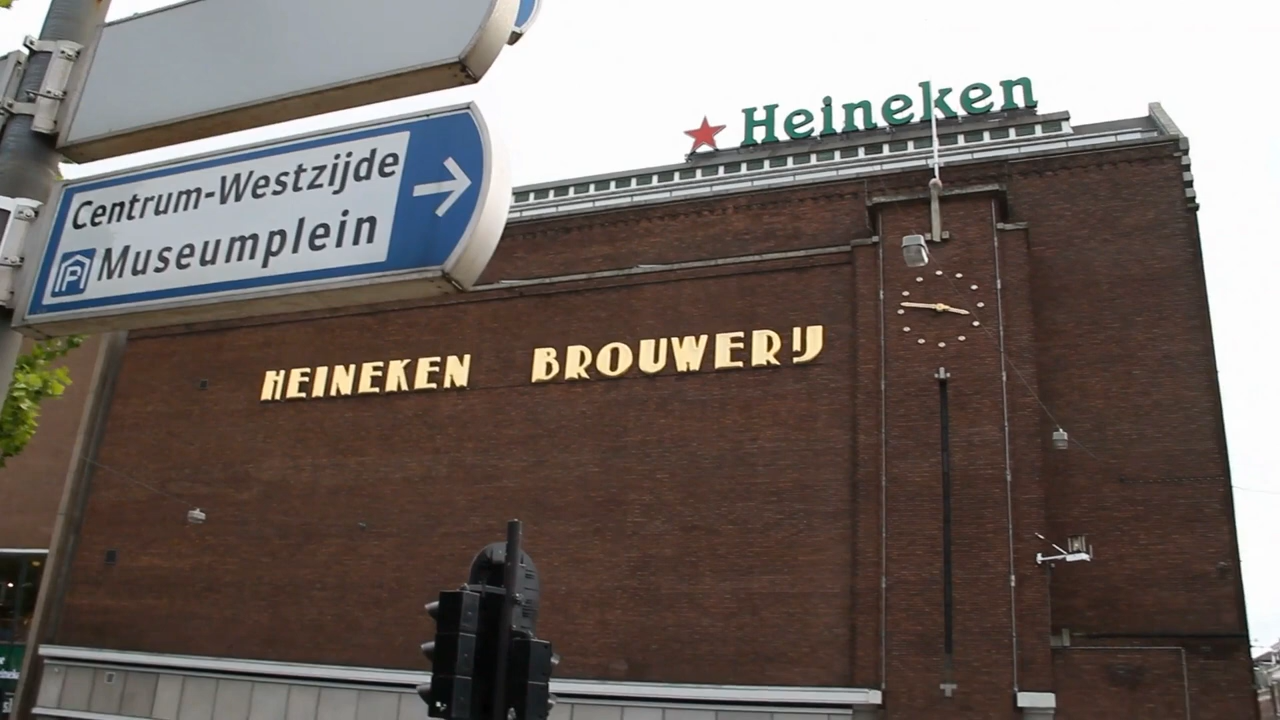 Centrum-Westzijde
P Museumplein
Heineken
HEINEKEN BROUWERIJ